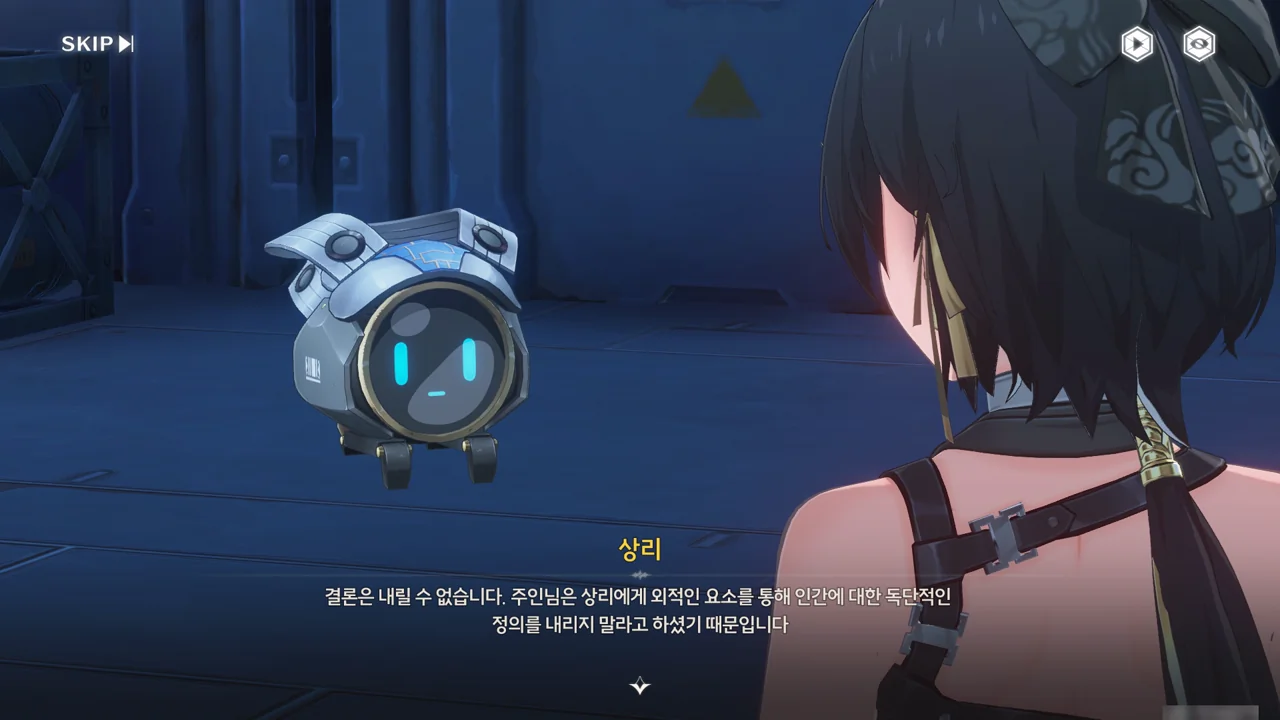 SKIP
상리
결론은 내릴 수 없습니다. 주인님은 상리에게 외적인 요소를 통해 인간에 대한 독단적인
정의를 내리지 말라고 하셨기 때문입니다